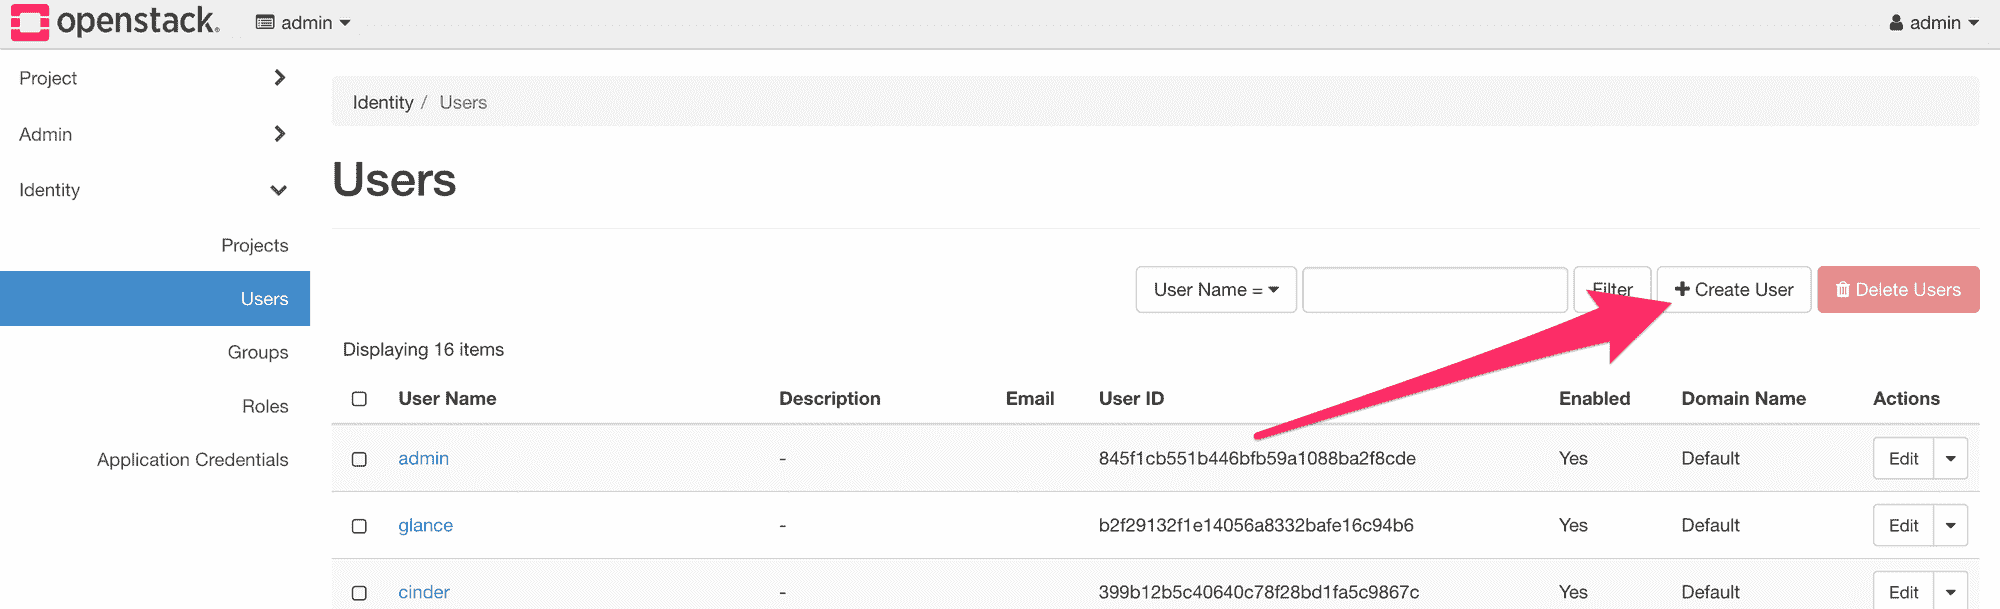 openstack. admin admin
Project
Admin
Identity
Projects
Users
Groups
Roles
Application Credentials
Identity / Users
Users
User Name = Filter + Create User Delete Users
Displaying 16 items
User Name Description Email User ID Enabled Domain Name Actions
admin - 845f1cb551b446bfb59a1088ba2f8cde Yes Default Edit
glance - b2f29132f1e14056a8332bafe16c94b6 Yes Default Edit
cinder - 399b12b5c40640c78f28bd1fa5c9867c Yes Default Edit